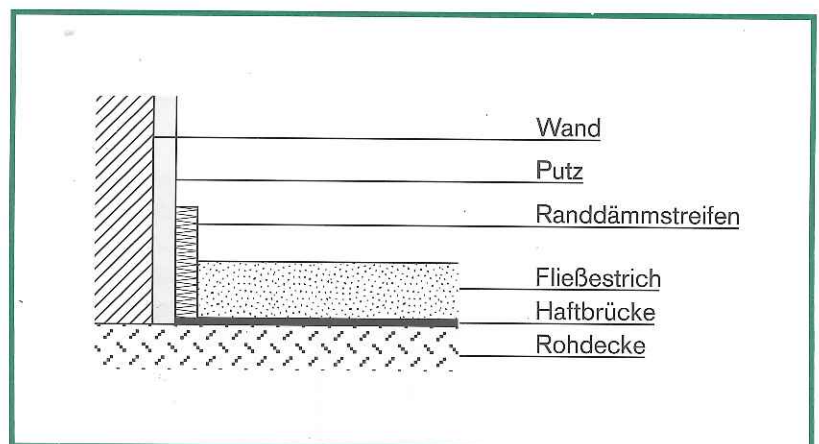 Wand
Putz
Randdämmstreifen
Fließestrich
Haftbrücke
Rohdecke